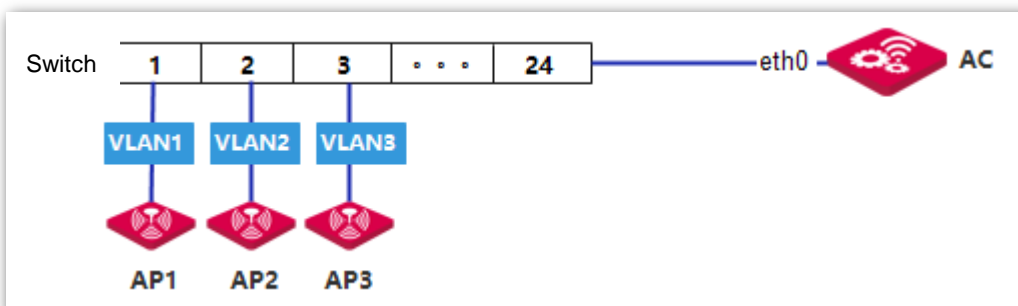 Switch 1 2 3 ∘ ∘ ∘ 24 eth0 AC
VLAN1 VLAN2 VLAN3
AP1 AP2 AP3